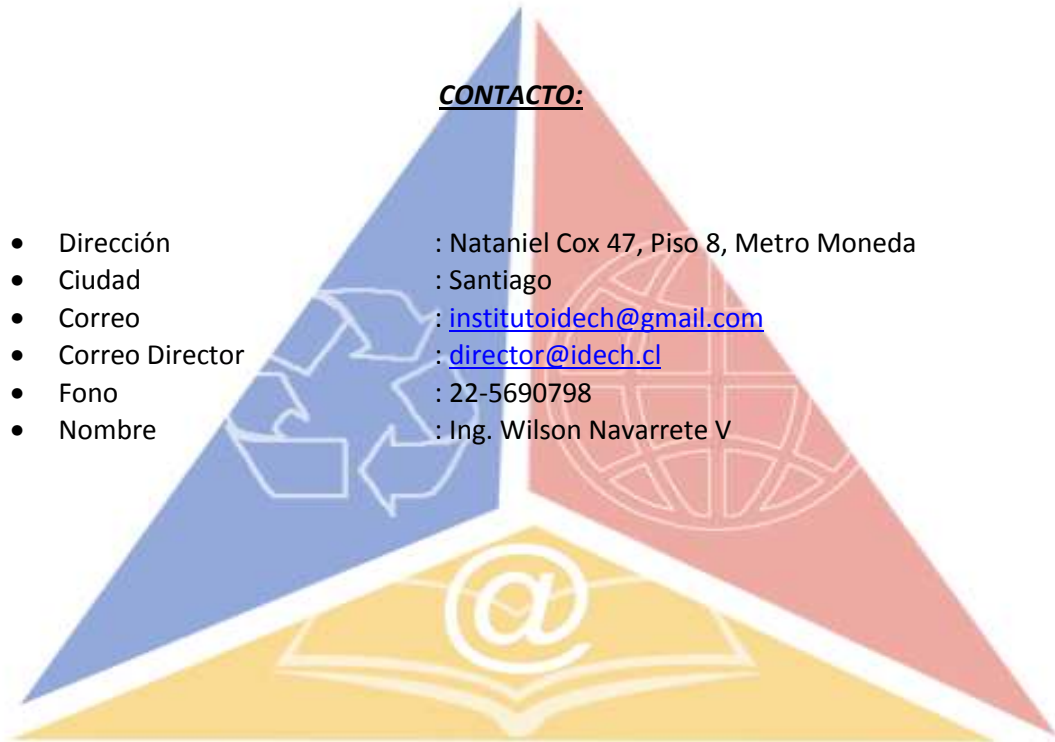 CONTACTO:
• Dirección : Nataniel Cox 47, Piso 8, Metro Moneda
• Ciudad : Santiago
• Correo : institutoidech@gmail.com
• Correo Director : director@idech.cl
• Fono : 22-5690798
• Nombre : Ing. Wilson Navarrete V
@